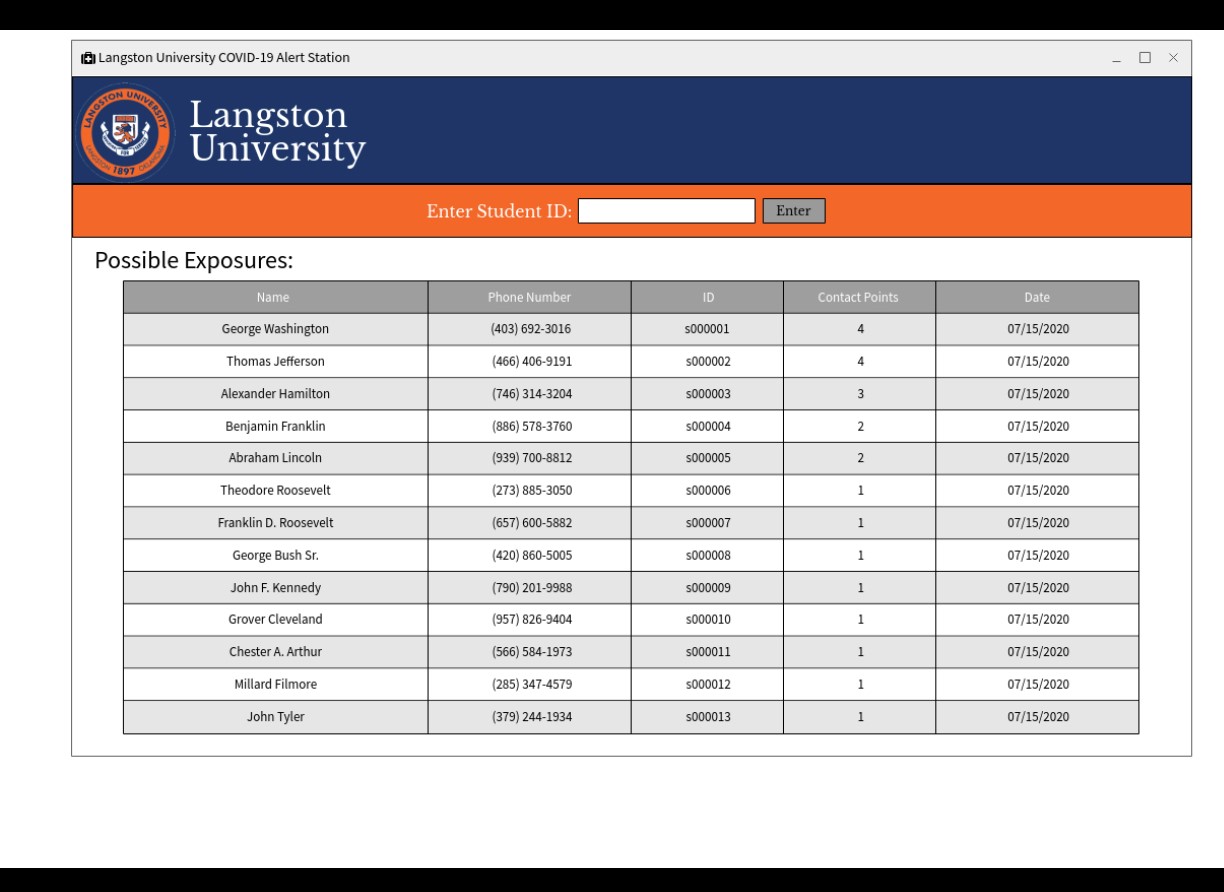 Langston University COVID-19 Alert Station
LANGSTON UNIVERSITY
LANGSTON OKLAHOMA
1897
Langston
University
Enter Student ID: Enter
Possible Exposures:
Name Phone Number ID Contact Points Date
George Washington (403) 692-3016 s000001 4 07/15/2020
Thomas Jefferson (466) 406-9191 s000002 4 07/15/2020
Alexander Hamilton (746) 314-3204 s000003 3 07/15/2020
Benjamin Franklin (886) 578-3760 s000004 2 07/15/2020
Abraham Lincoln (939) 700-8812 s000005 2 07/15/2020
Theodore Roosevelt (273) 885-3050 s000006 1 07/15/2020
Franklin D. Roosevelt (657) 600-5882 s000007 1 07/15/2020
George Bush Sr. (420) 860-5005 s000008 1 07/15/2020
John F. Kennedy (790) 201-9988 s000009 1 07/15/2020
Grover Cleveland (957) 826-9404 s000010 1 07/15/2020
Chester A. Arthur (566) 584-1973 s000011 1 07/15/2020
Millard Filmore (285) 347-4579 s000012 1 07/15/2020
John Tyler (379) 244-1934 s000013 1 07/15/2020